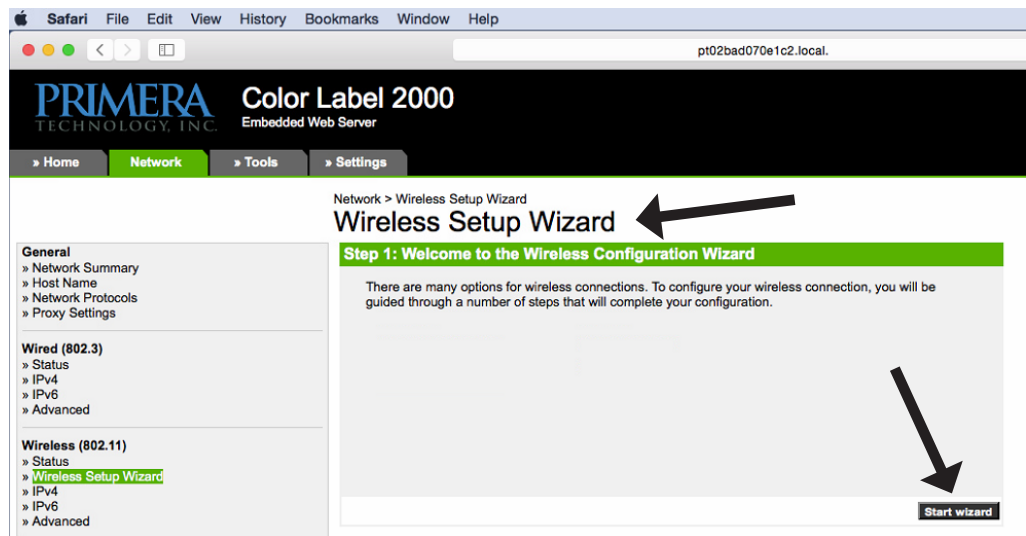 Safari File Edit View History Bookmarks Window Help
pt02bad070e1c2.local.
PRIMERA
TECHNOLOGY, INC.
Color Label 2000
Embedded Web Server
» Home Network » Tools » Settings
Network > Wireless Setup Wizard
Wireless Setup Wizard
General
» Network Summary
» Host Name
» Network Protocols
» Proxy Settings
Wired (802.3)
» Status
» IPv4
» IPv6
» Advanced
Wireless (802.11)
» Status
» Wireless Setup Wizard
» IPv4
» IPv6
» Advanced
Step 1: Welcome to the Wireless Configuration Wizard
There are many options for wireless connections. To configure your wireless connection, you will be
guided through a number of steps that will complete your configuration.
Start wizard